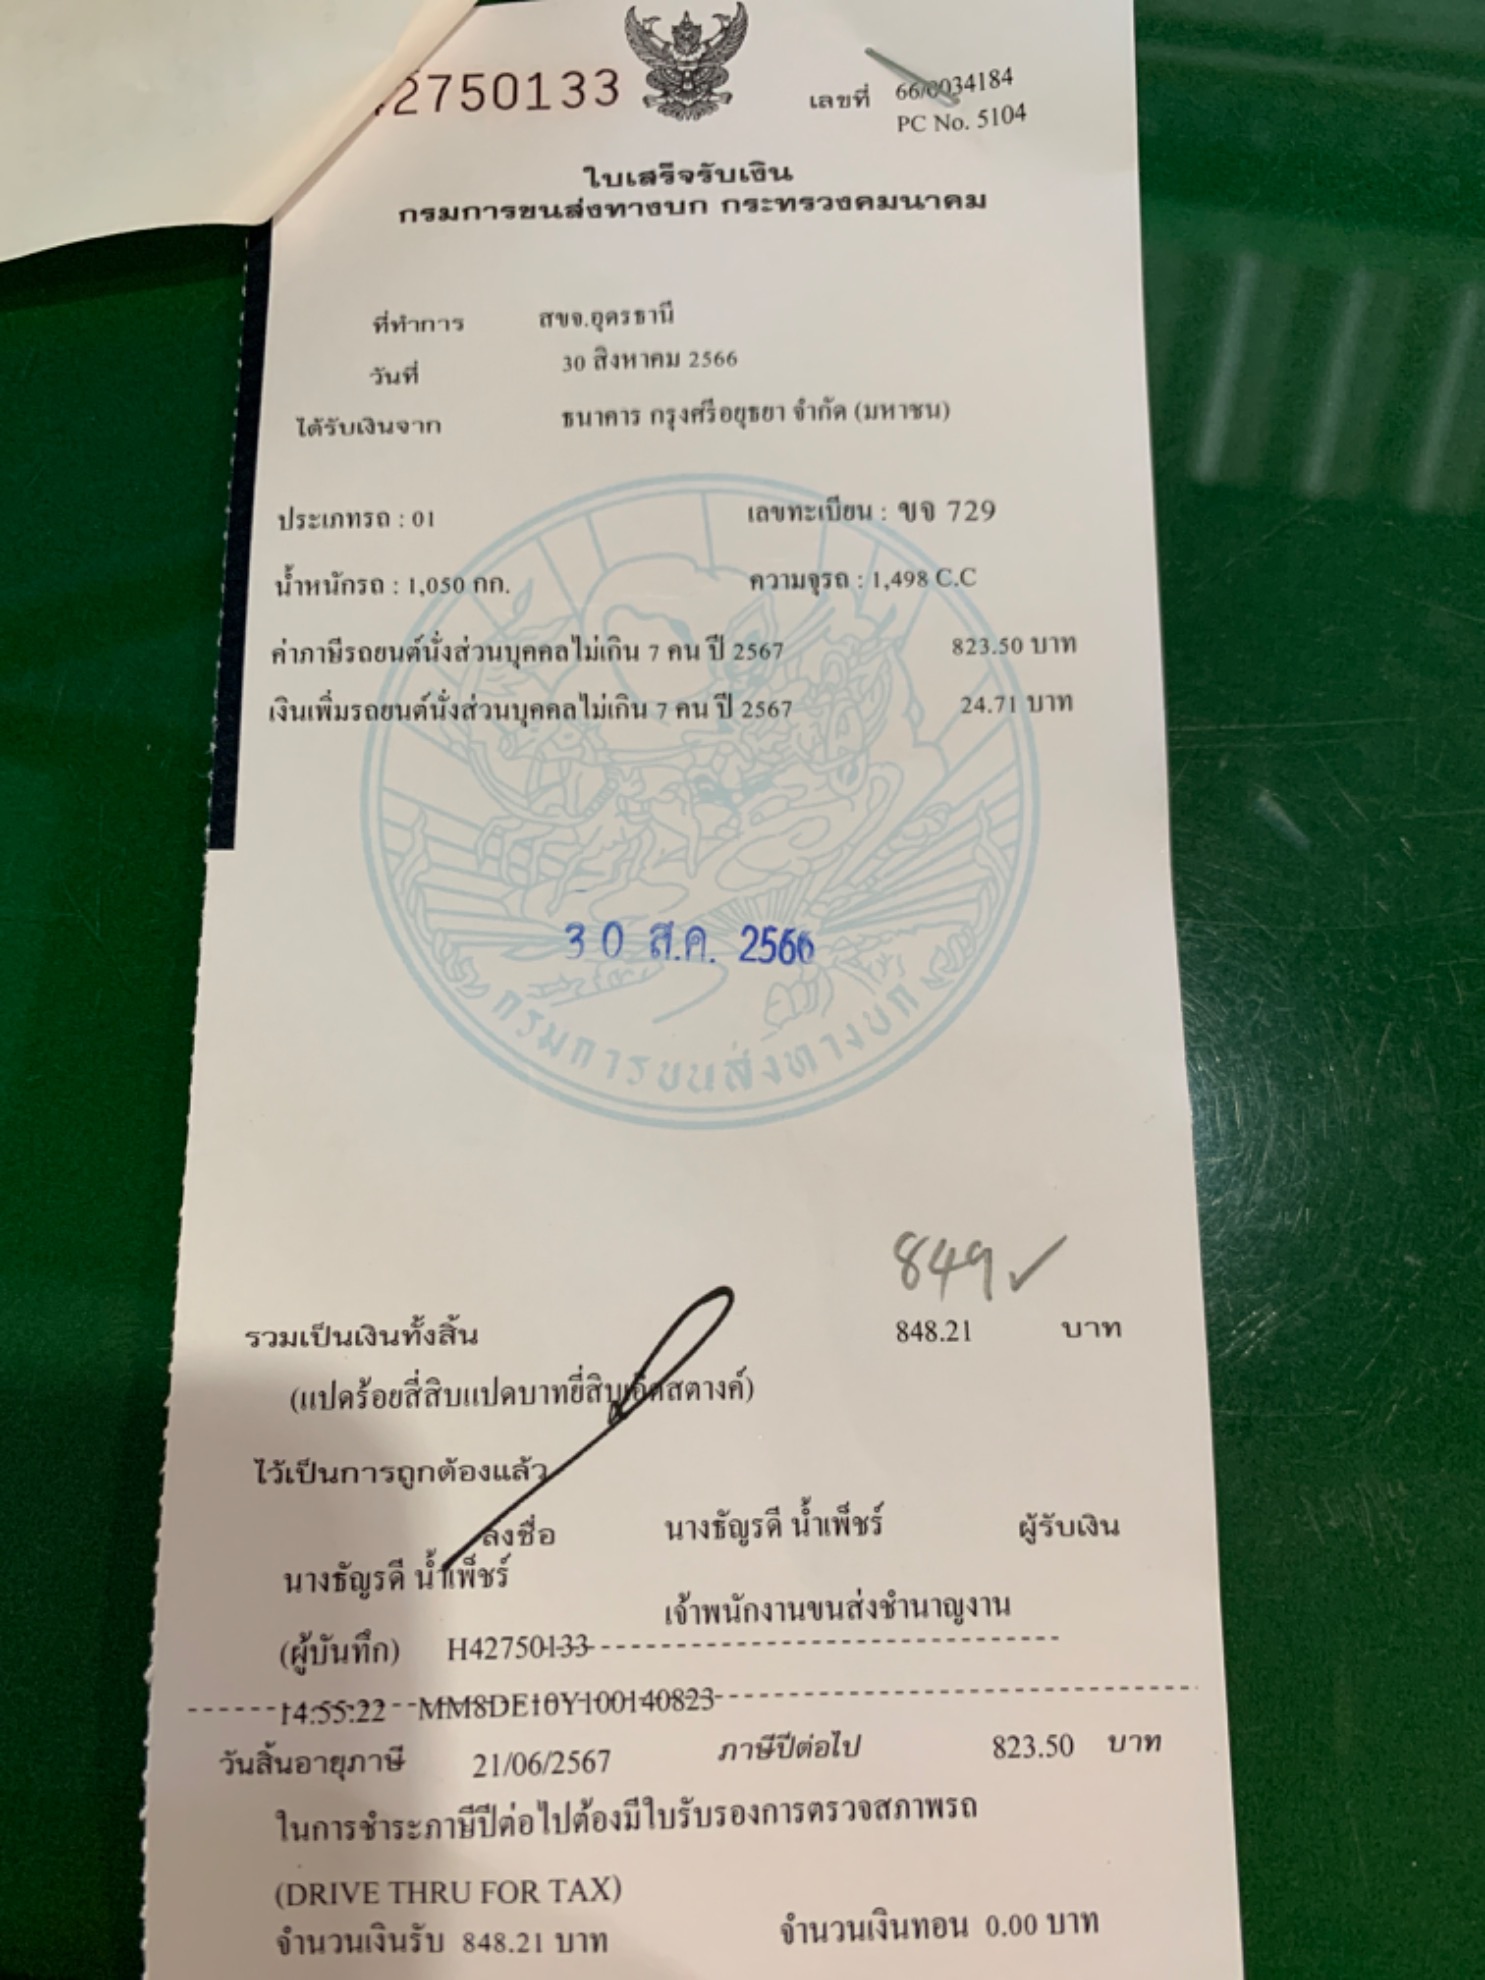 2750133
เลขที่ 66/0034184
PC No. 5104
ใบเสร็จรับเงิน
กรมการขนส่งทางบก กระทรวงคมนาคม
ที่ทำการ สขจ.อุดรธานี
วันที่ 30 สิงหาคม 2566
ได้รับเงินจาก ธนาคาร กรุงศรีอยุธยา จำกัด (มหาชน)
ประเภทรถ : 01 เลขทะเบียน : ขจ 729
น้ำหนักรถ : 1,050 กก. ความจุรถ : 1,498 C.C
ค่าภาษีรถยนต์นั่งส่วนบุคคลไม่เกิน 7 คน ปี 2567 823.50 บาท
เงินเพิ่มรถยนต์นั่งส่วนบุคคลไม่เกิน 7 คน ปี 2567 24.71 บาท
30 ส.ค. 2566
กรมการขนส่งทางบก
849 ✓
รวมเป็นเงินทั้งสิ้น 848.21 บาท
(แปดร้อยสี่สิบแปดบาทยี่สิบเอ็ดสตางค์)
ไว้เป็นการถูกต้องแล้ว
ลงชื่อ นางธัญรดี น้ำเพ็ชร์ ผู้รับเงิน
นางธัญรดี น้ำเพ็ชร์
เจ้าพนักงานขนส่งชำนาญงาน
(ผู้บันทึก) H42750133
14:55:22 MM8DE10Y100140823
วันสิ้นอายุภาษี 21/06/2567 ภาษีปีต่อไป 823.50 บาท
ในการชำระภาษีปีต่อไปต้องมีใบรับรองการตรวจสภาพรถ
(DRIVE THRU FOR TAX)
จำนวนเงินรับ 848.21 บาท จำนวนเงินทอน 0.00 บาท